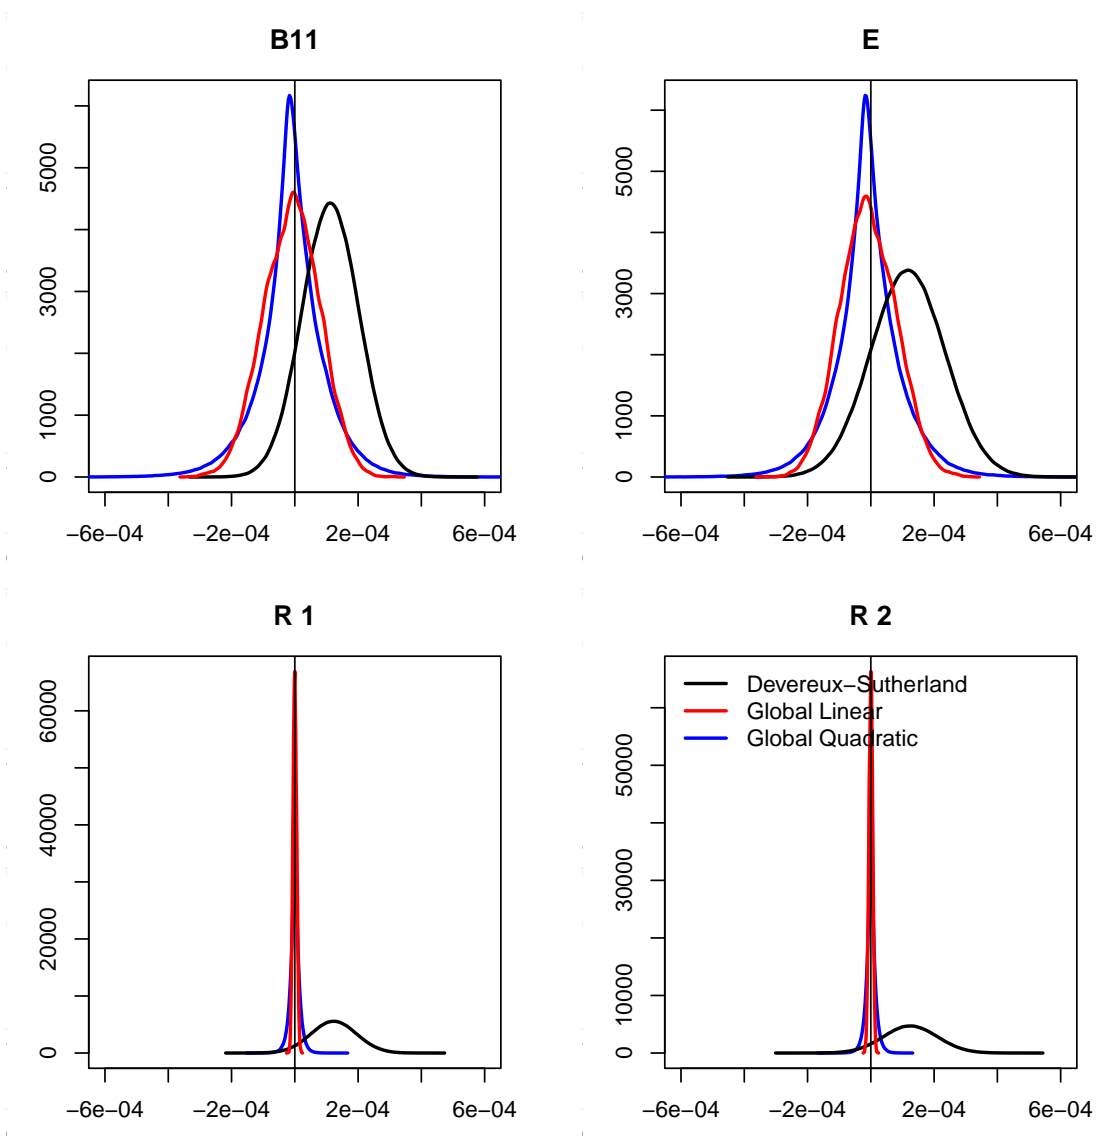 B11
E
5000
3000
1000
0
5000
3000
1000
0
−6e−04 −2e−04 2e−04 6e−04
−6e−04 −2e−04 2e−04 6e−04
R 1
R 2
60000
40000
20000
0
50000
30000
10000
0
Devereux−Sutherland
Global Linear
Global Quadratic
−6e−04 −2e−04 2e−04 6e−04
−6e−04 −2e−04 2e−04 6e−04